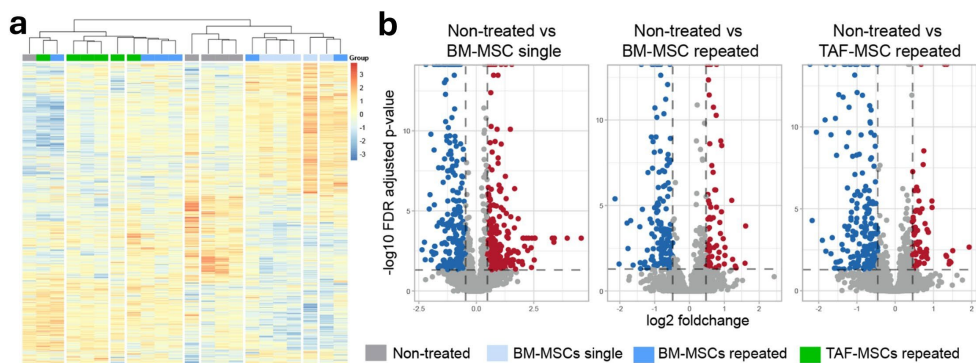 a
Group
3
2
1
0
-1
-2
-3
b
Non-treated vs
BM-MSC single
Non-treated vs
BM-MSC repeated
Non-treated vs
TAF-MSC repeated
-log10 FDR adjusted p-value
10
5
0
-2.5
0
2.5
10
5
0
-2
-1
0
1
2
10
5
0
-2
-1
0
1
2
log2 foldchange
Non-treated
BM-MSCs single
BM-MSCs repeated
TAF-MSCs repeated